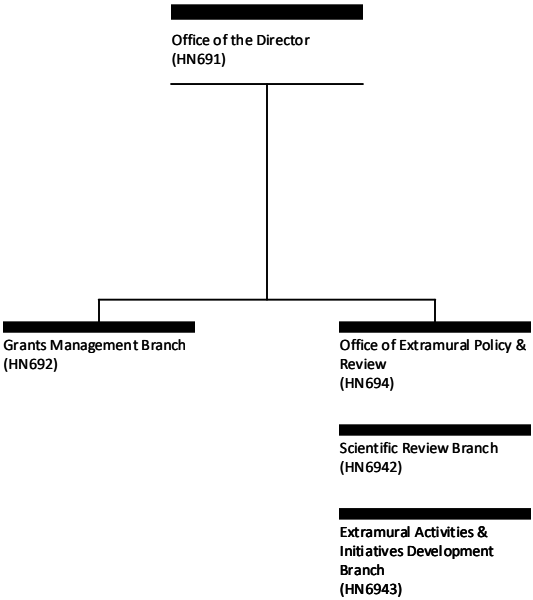 Office of the Director
(HN691)
Grants Management Branch
(HN692)
Office of Extramural Policy &
Review
(HN694)
Scientific Review Branch
(HN6942)
Extramural Activities &
Initiatives Development
Branch
(HN6943)